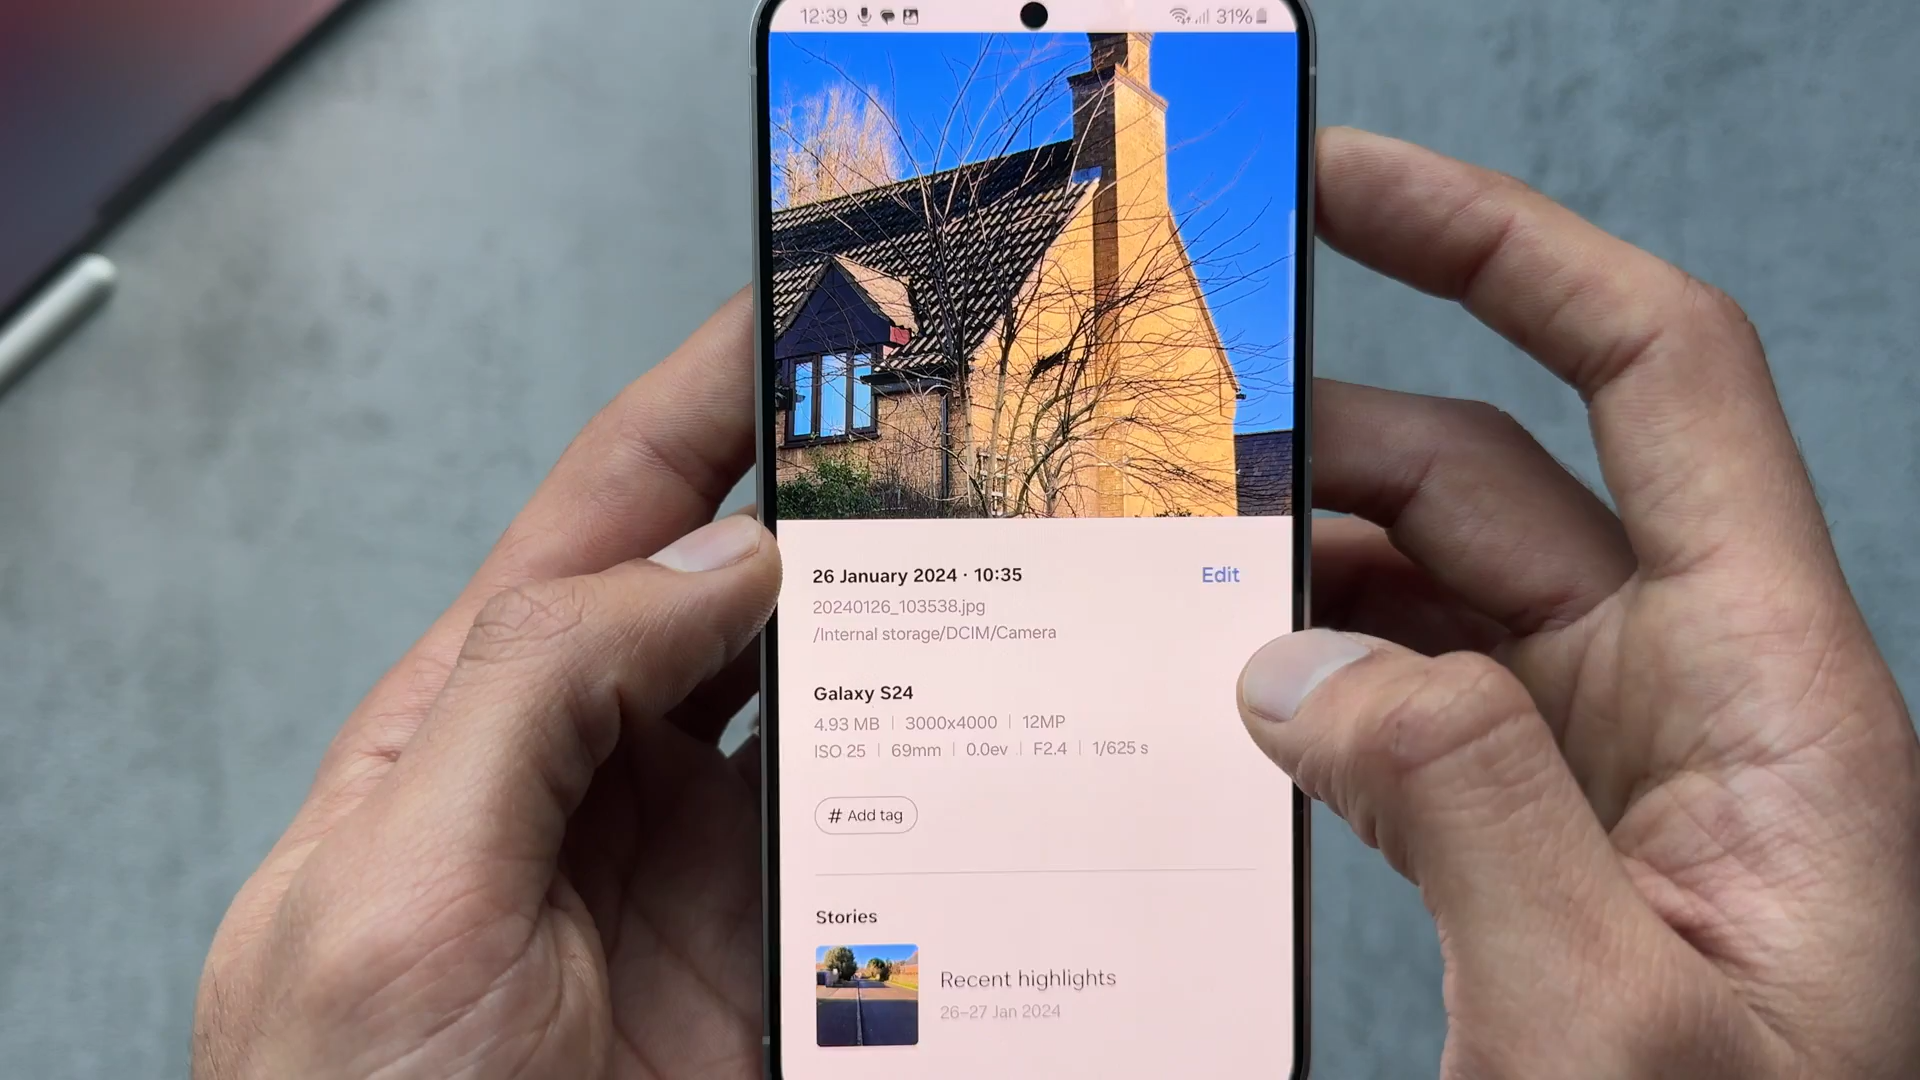 12:39 31%
26 January 2024 · 10:35 Edit
20240126_103538.jpg
/Internal storage/DCIM/Camera
Galaxy S24
4.93 MB | 3000x4000 | 12MP
ISO 25 | 69mm | 0.0ev | F2.4 | 1/625 s
# Add tag
Stories
Recent highlights
26–27 Jan 2024